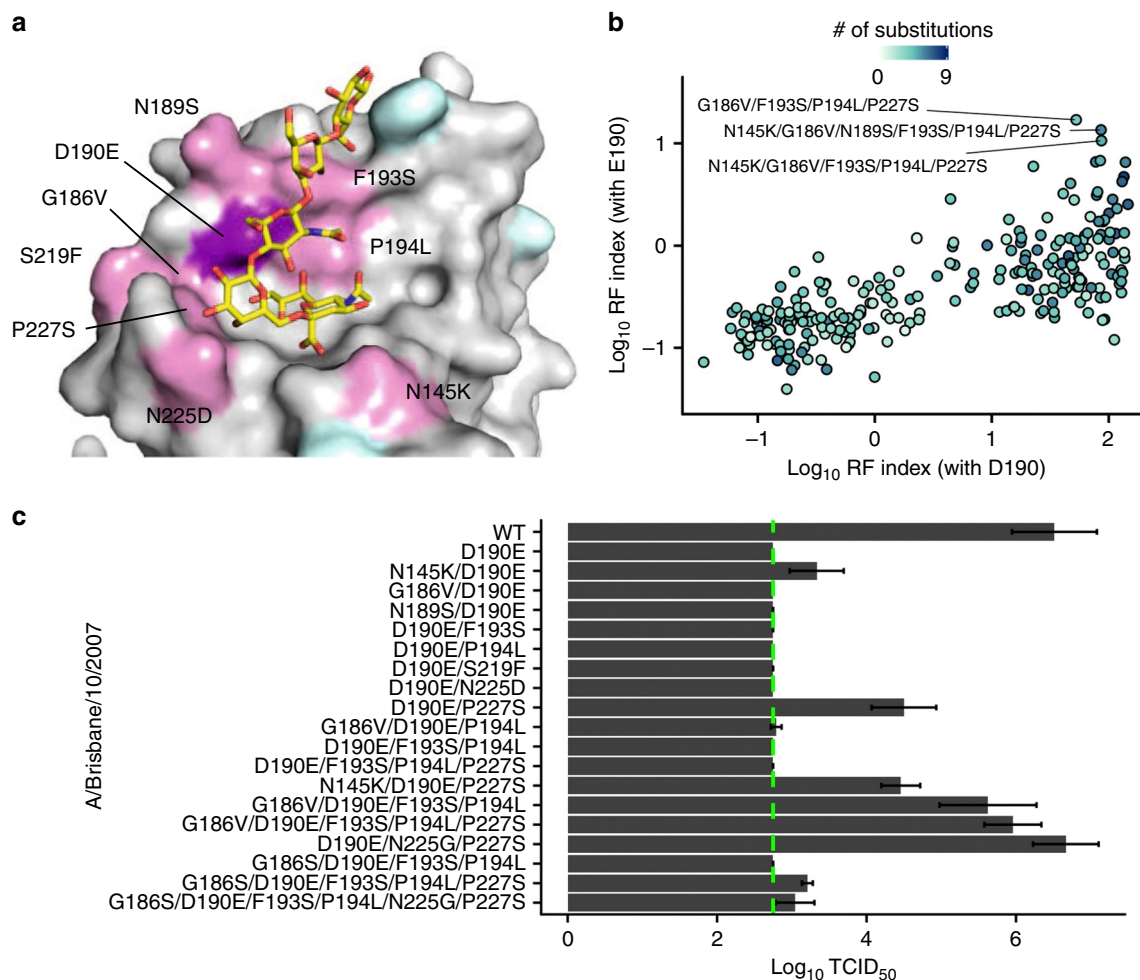 a
N189S
D190E
G186V
S219F
P227S
N225D
F193S
P194L
N145K
b
# of substitutions
0 9
G186V/F193S/P194L/P227S
N145K/G186V/N189S/F193S/P194L/P227S
N145K/G186V/F193S/P194L/P227S
Log10 RF index (with E190)
1
0
−1
−1 0 1 2
Log10 RF index (with D190)
c
A/Brisbane/10/2007
WT
D190E
N145K/D190E
G186V/D190E
N189S/D190E
D190E/F193S
D190E/P194L
D190E/S219F
D190E/N225D
D190E/P227S
G186V/D190E/P194L
D190E/F193S/P194L
D190E/F193S/P194L/P227S
N145K/D190E/P227S
G186V/D190E/F193S/P194L
G186V/D190E/F193S/P194L/P227S
D190E/N225G/P227S
G186S/D190E/F193S/P194L
G186S/D190E/F193S/P194L/P227S
G186S/D190E/F193S/P194L/N225G/P227S
0 2 4 6
Log10 TCID50